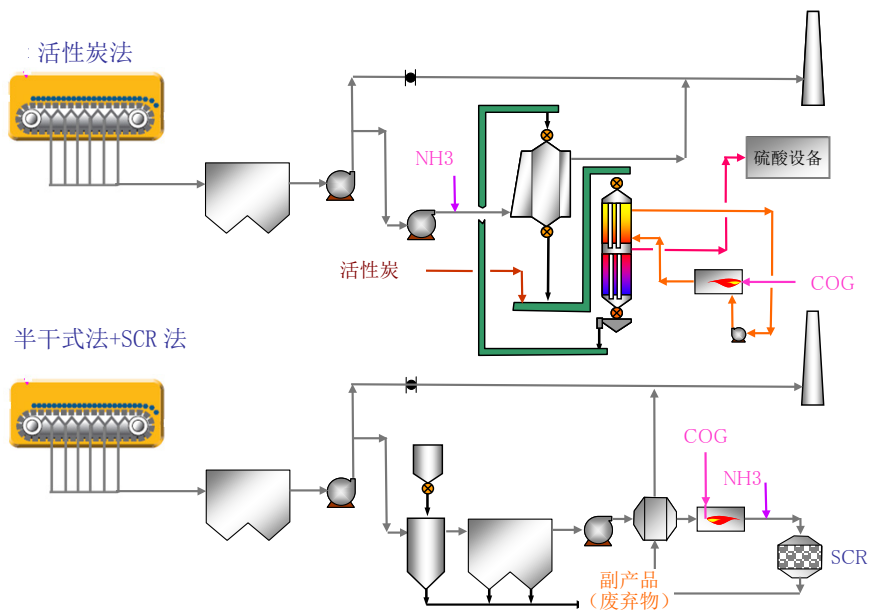 活性炭法
NH3
硫酸设备
活性炭
COG
半干式法+SCR 法
COG
NH3
SCR
副产品
（废弃物）